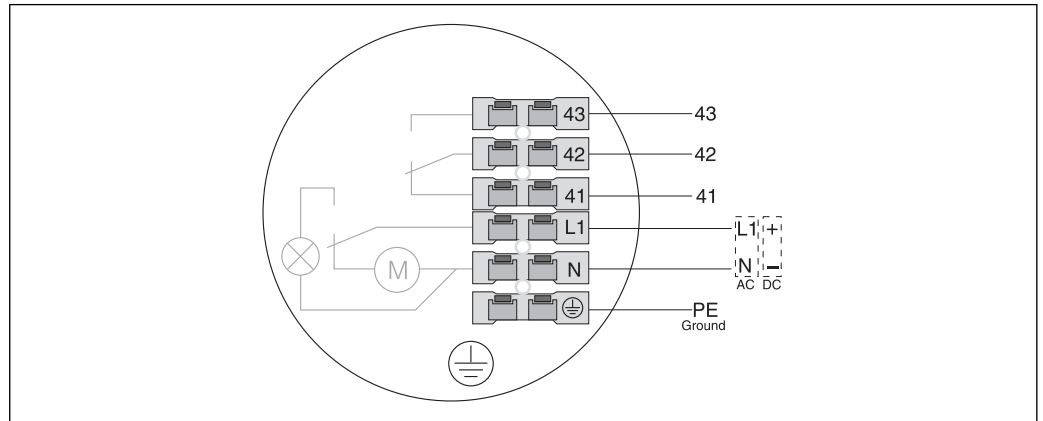 43 43
42 42
41 41
L1 L1 +
N N –
AC DC
PE
Ground
M